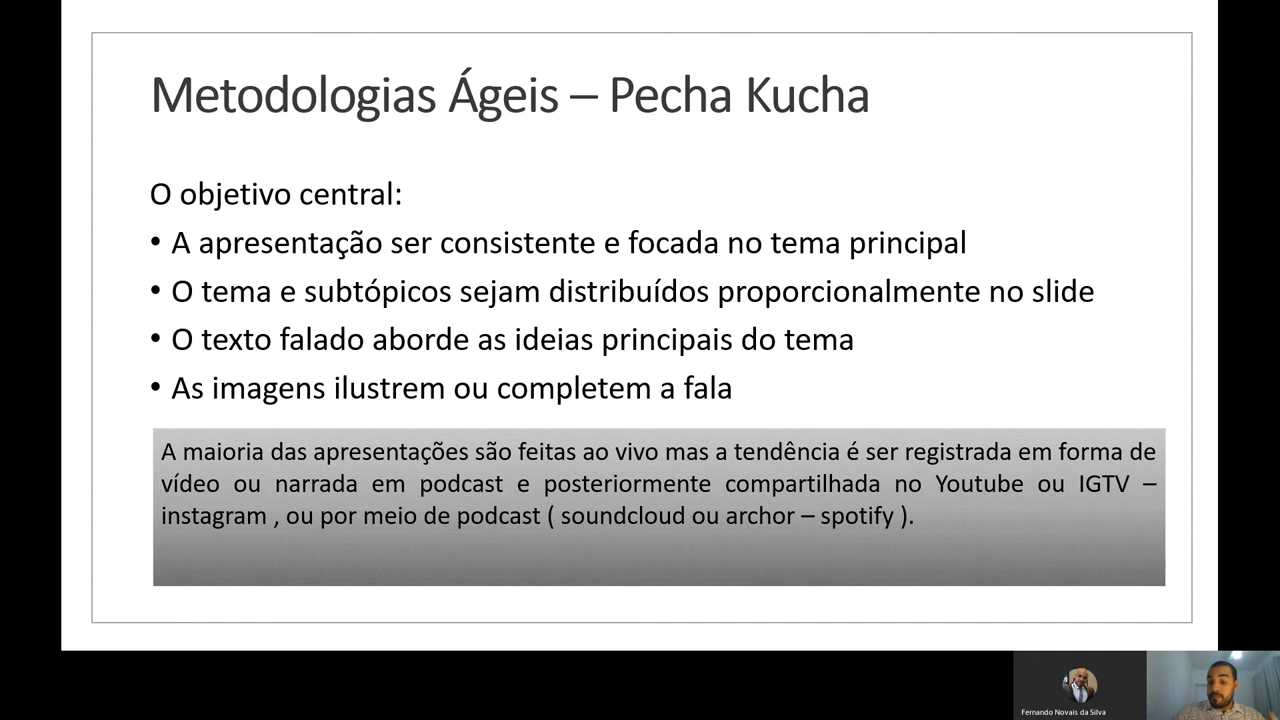 Metodologias Ágeis – Pecha Kucha
O objetivo central:
• A apresentação ser consistente e focada no tema principal
• O tema e subtópicos sejam distribuídos proporcionalmente no slide
• O texto falado aborde as ideias principais do tema
• As imagens ilustrem ou completem a fala
A maioria das apresentações são feitas ao vivo mas a tendência é ser registrada em forma de
vídeo ou narrada em podcast e posteriormente compartilhada no Youtube ou IGTV –
instagram , ou por meio de podcast ( soundcloud ou archor – spotify ).
Fernando Novais da Silva